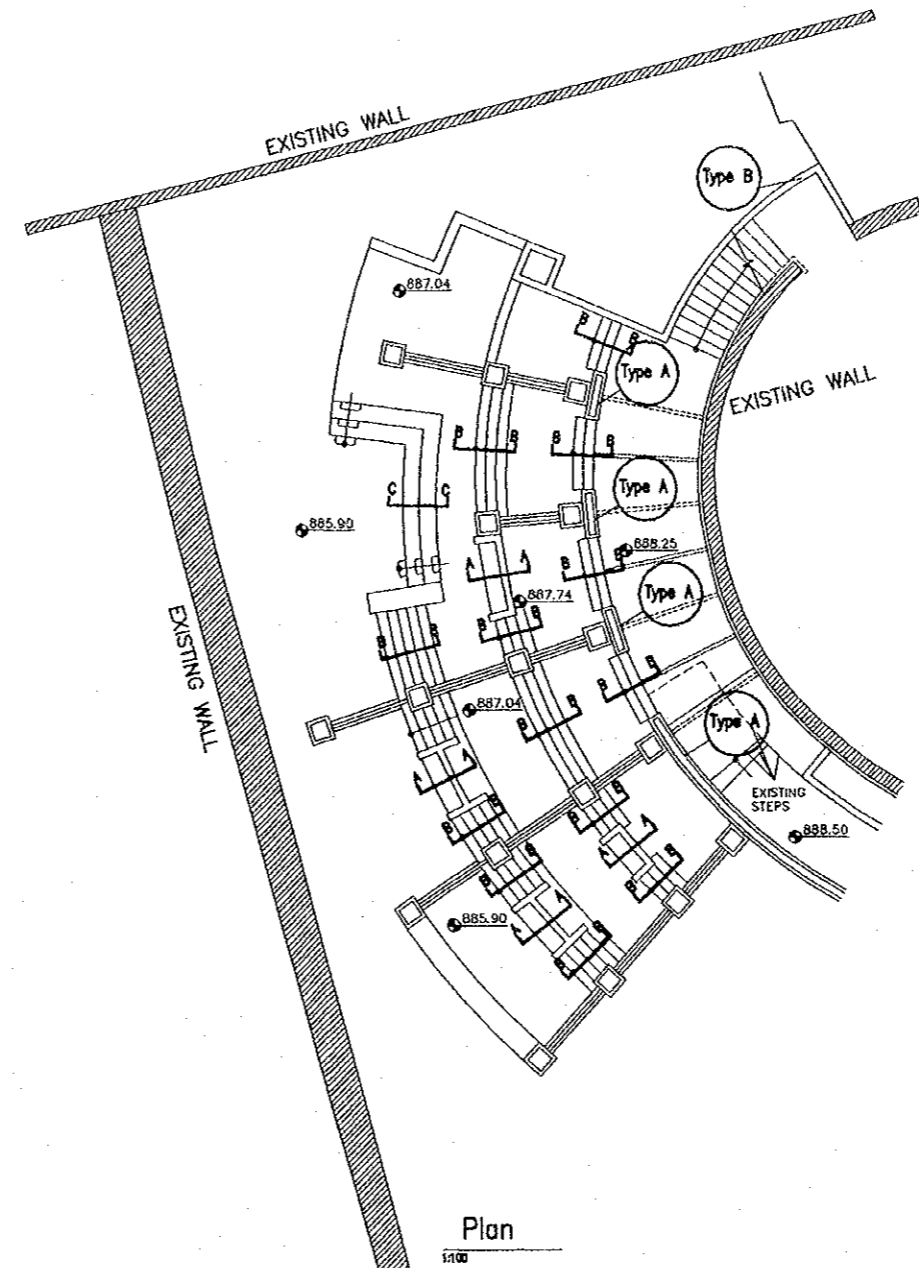 EXISTING WALL
Type B
887.04
B B
Type A
EXISTING WALL
B B
B B
C C
Type A
885.90
888.25
A A
B B
887.74
Type A
EXISTING WALL
B B
B B
B B
887.04
Type A
B B
A A
EXISTING
STEPS
B B
B B
888.50
A A
B B
B B
885.90
A A
B B
Plan
1:100